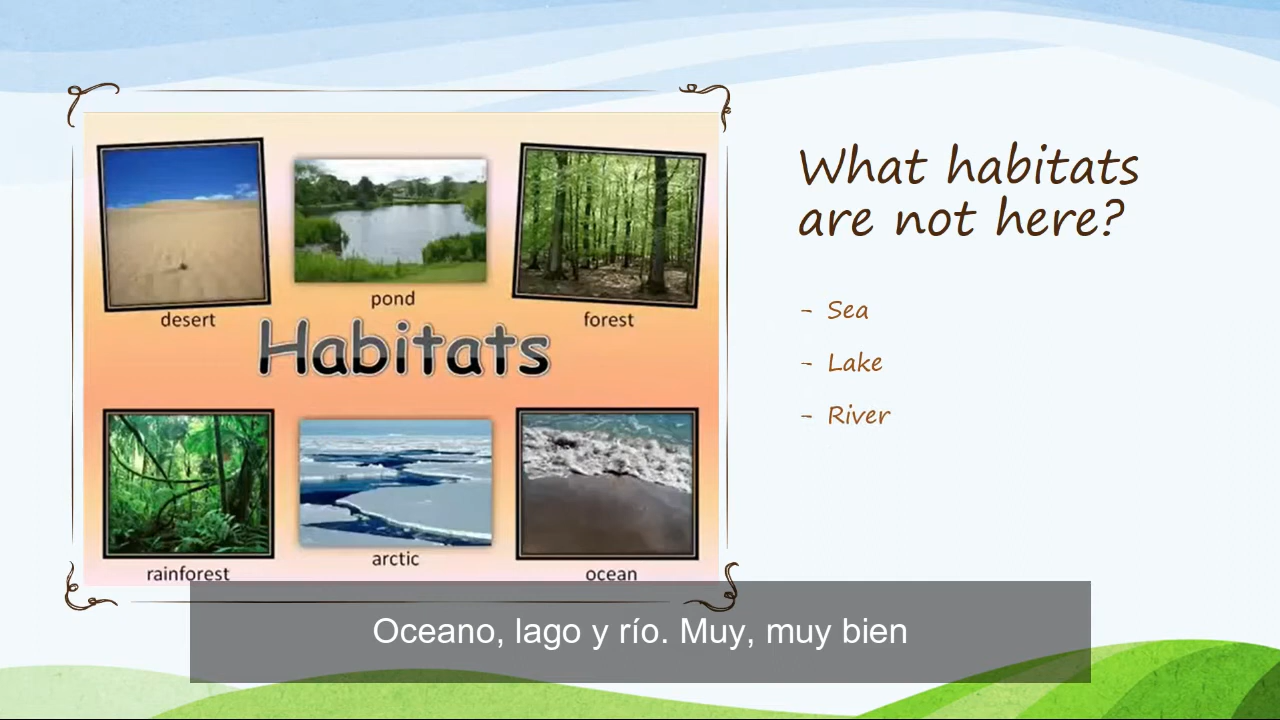 What habitats
are not here?
desert
pond
forest
Habitats
rainforest
arctic
ocean
- Sea
- Lake
- River
Oceano, lago y río. Muy, muy bien